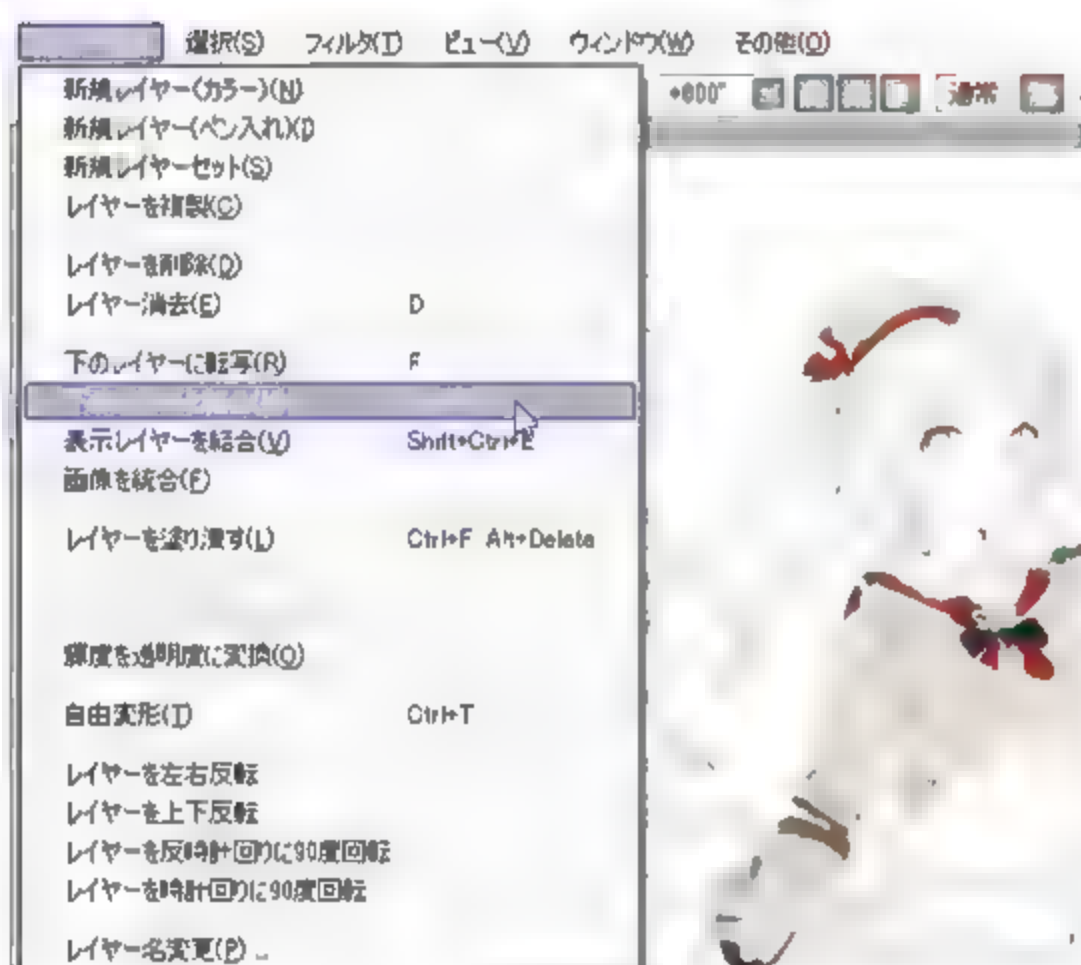 選択(S) フィルタ(T) ビュー(V) ウィンドウ(W) その他(O)
通常
新規レイヤー(カラー)(N)
新規レイヤー(ペン入れ)(I)
新規レイヤーセット(S)
レイヤーを複製(C)
レイヤーを削除(D)
レイヤー消去(E) D
下のレイヤーに転写(R) F
表示レイヤーを結合(V) Shift+Ctrl+E
画像を統合(F)
レイヤーを塗り潰す(L) Ctrl+F Alt+Delete
輝度を透明度に変換(O)
自由変形(T) Ctrl+T
レイヤーを左右反転
レイヤーを上下反転
レイヤーを反時計回りに90度回転
レイヤーを時計回りに90度回転
レイヤー名変更(P) ...